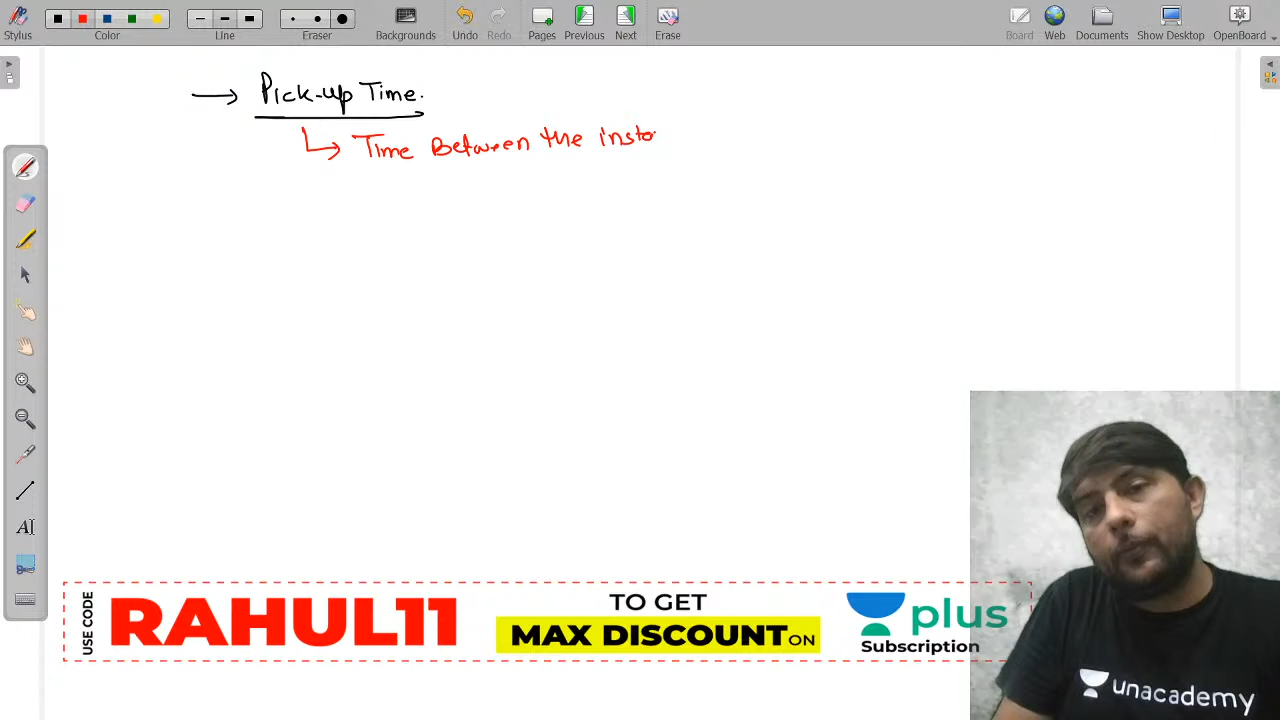 Stylus
Color
Line
Eraser
Backgrounds
Undo
Redo
Pages
Previous
Next
Erase
Board
Web
Documents
Show Desktop
OpenBoard
→ Pick-up Time.
Time Between the insta
AI
USE CODE
RAHUL11
TO GET
MAX DISCOUNT ON
plus
Subscription
unacademy